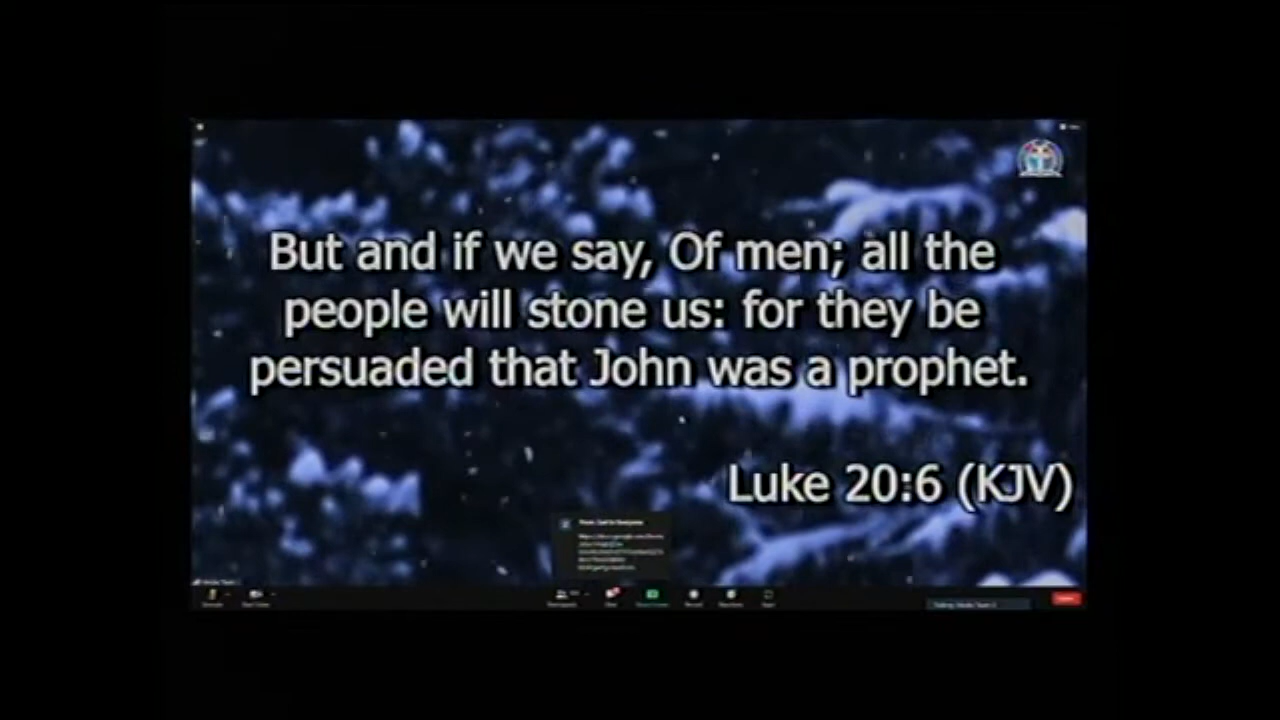 But and if we say, Of men; all the
people will stone us: for they be
persuaded that John was a prophet.
Luke 20:6 (KJV)